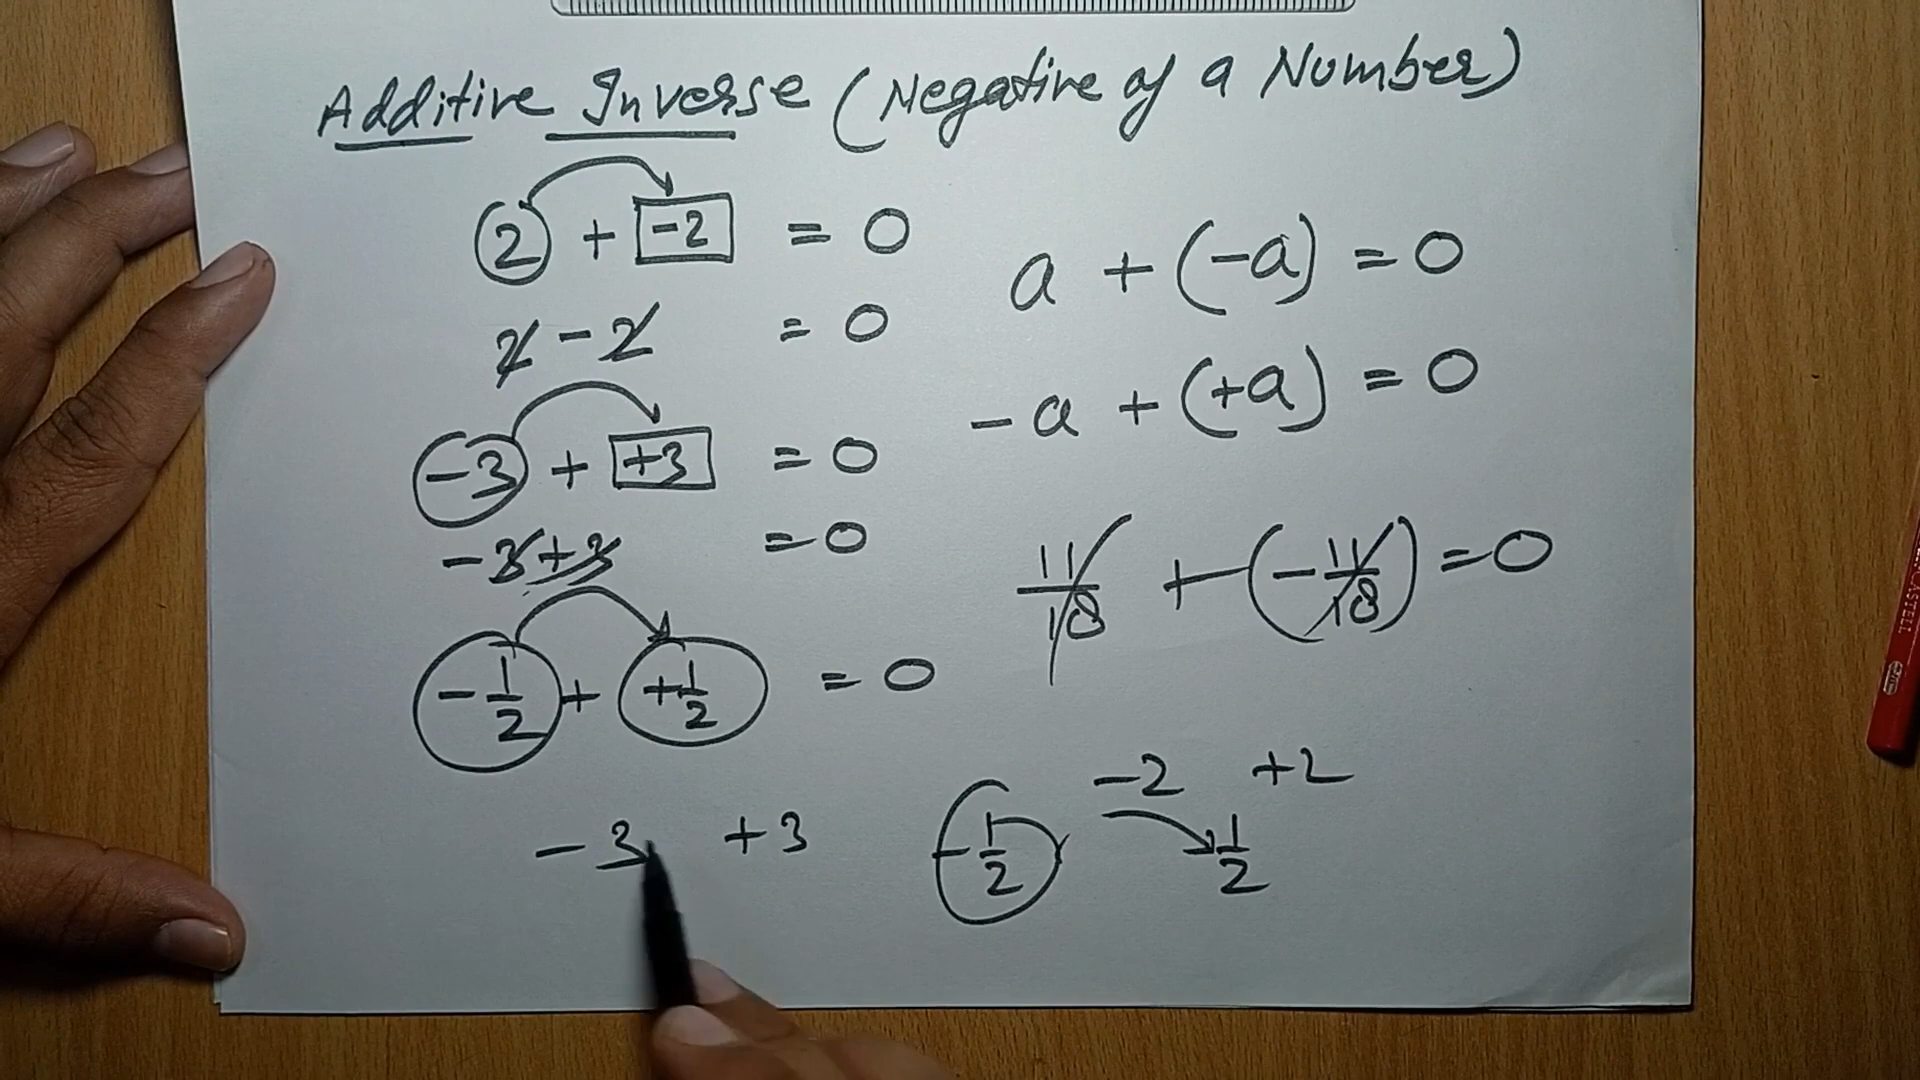 Additive Inverse (Negative of a Number)
2 + -2 = 0
2 - 2 = 0
-3 + +3 = 0
-3+3 = 0
-1/2 + +1/2 = 0
a + (-a) = 0
-a + (+a) = 0
11/18 + (-11/18) = 0
-3 +3
-2 +2
-1/2 1/2